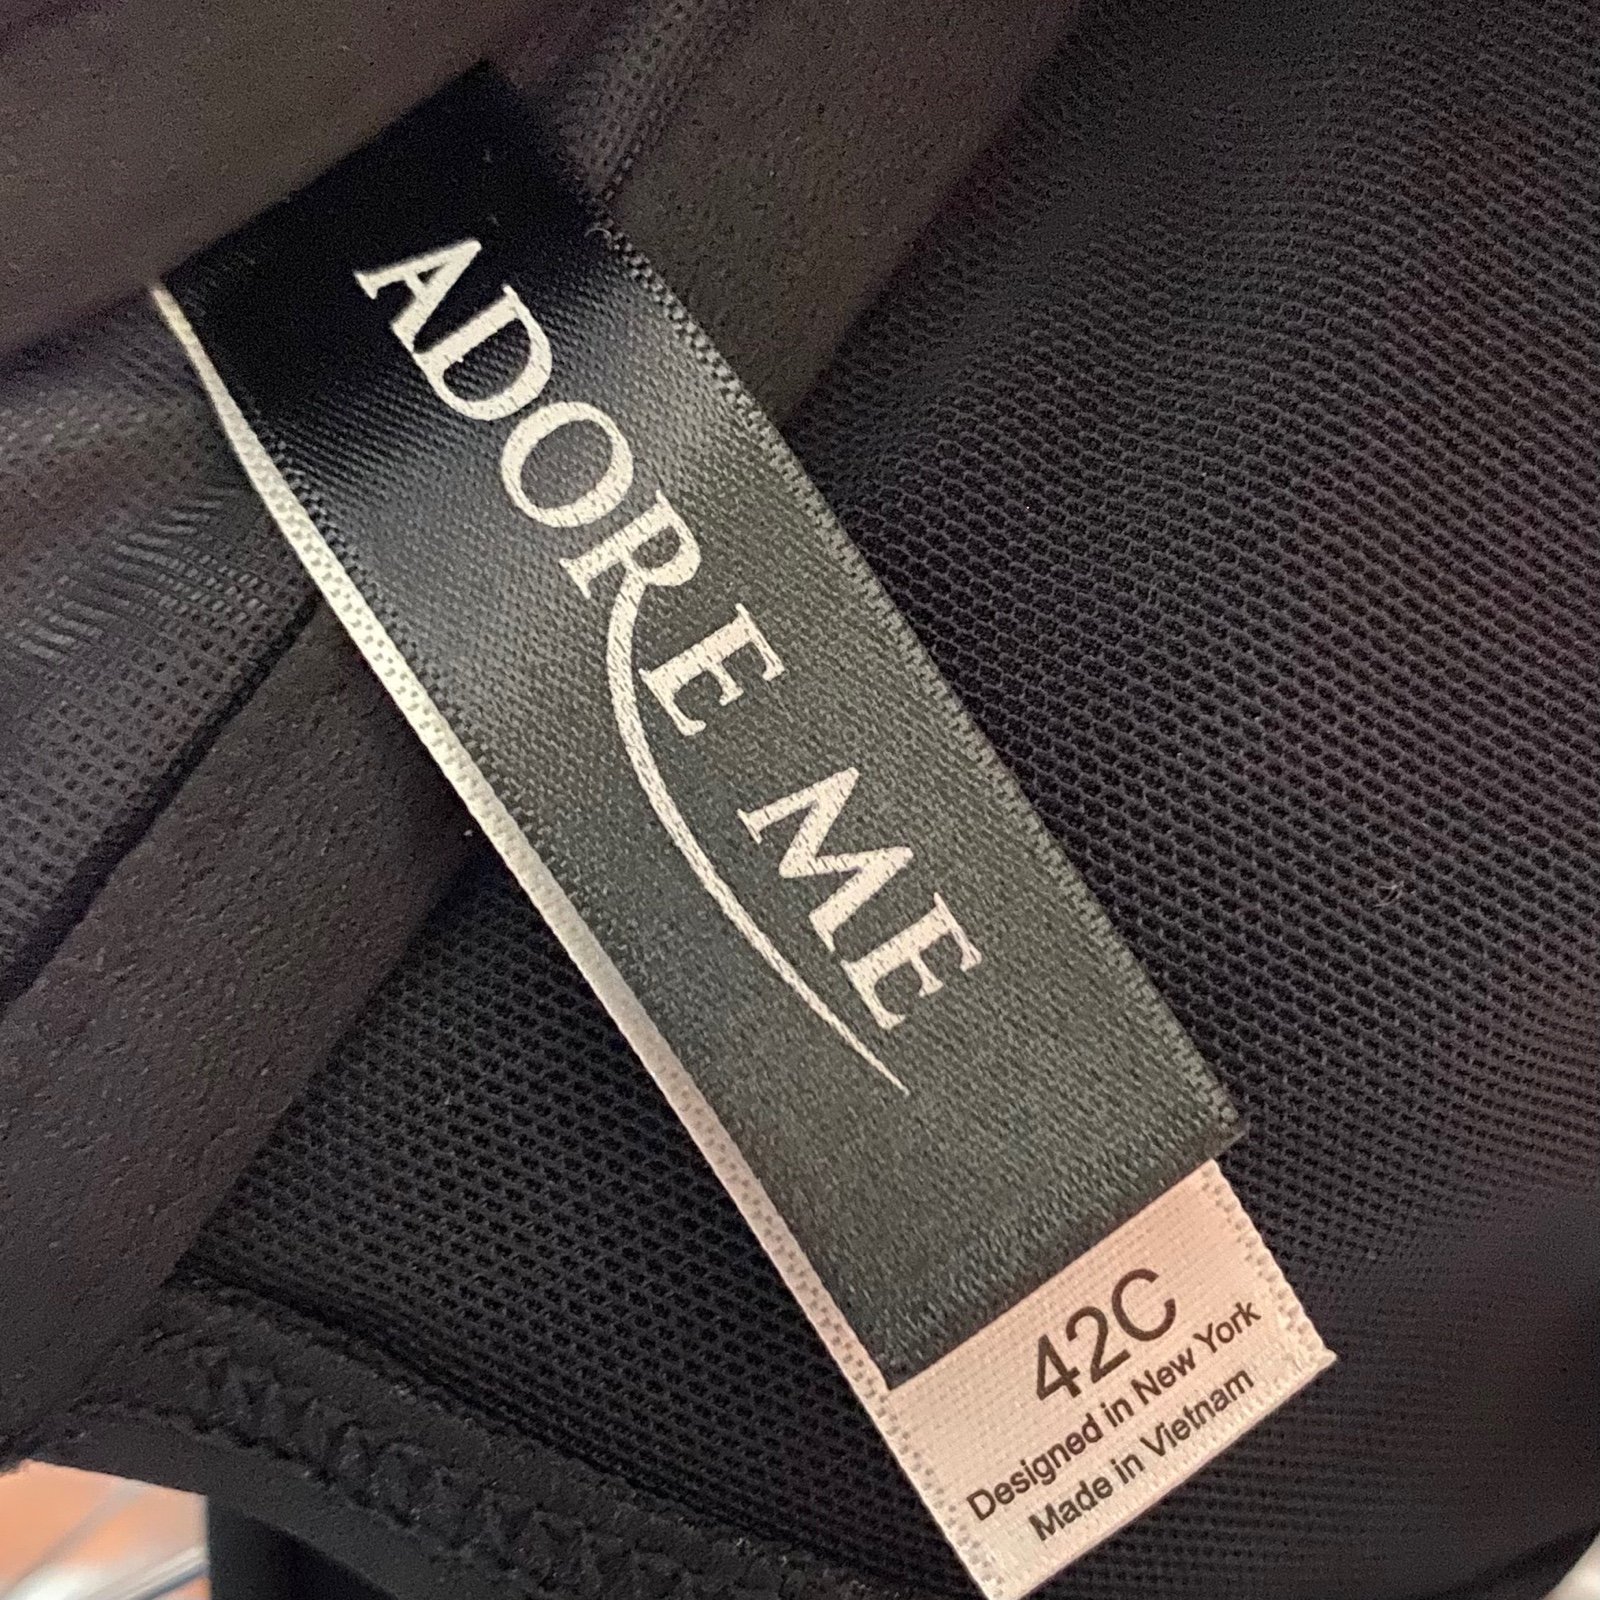 ADORE ME
42C
Designed in New York
Made in Vietnam